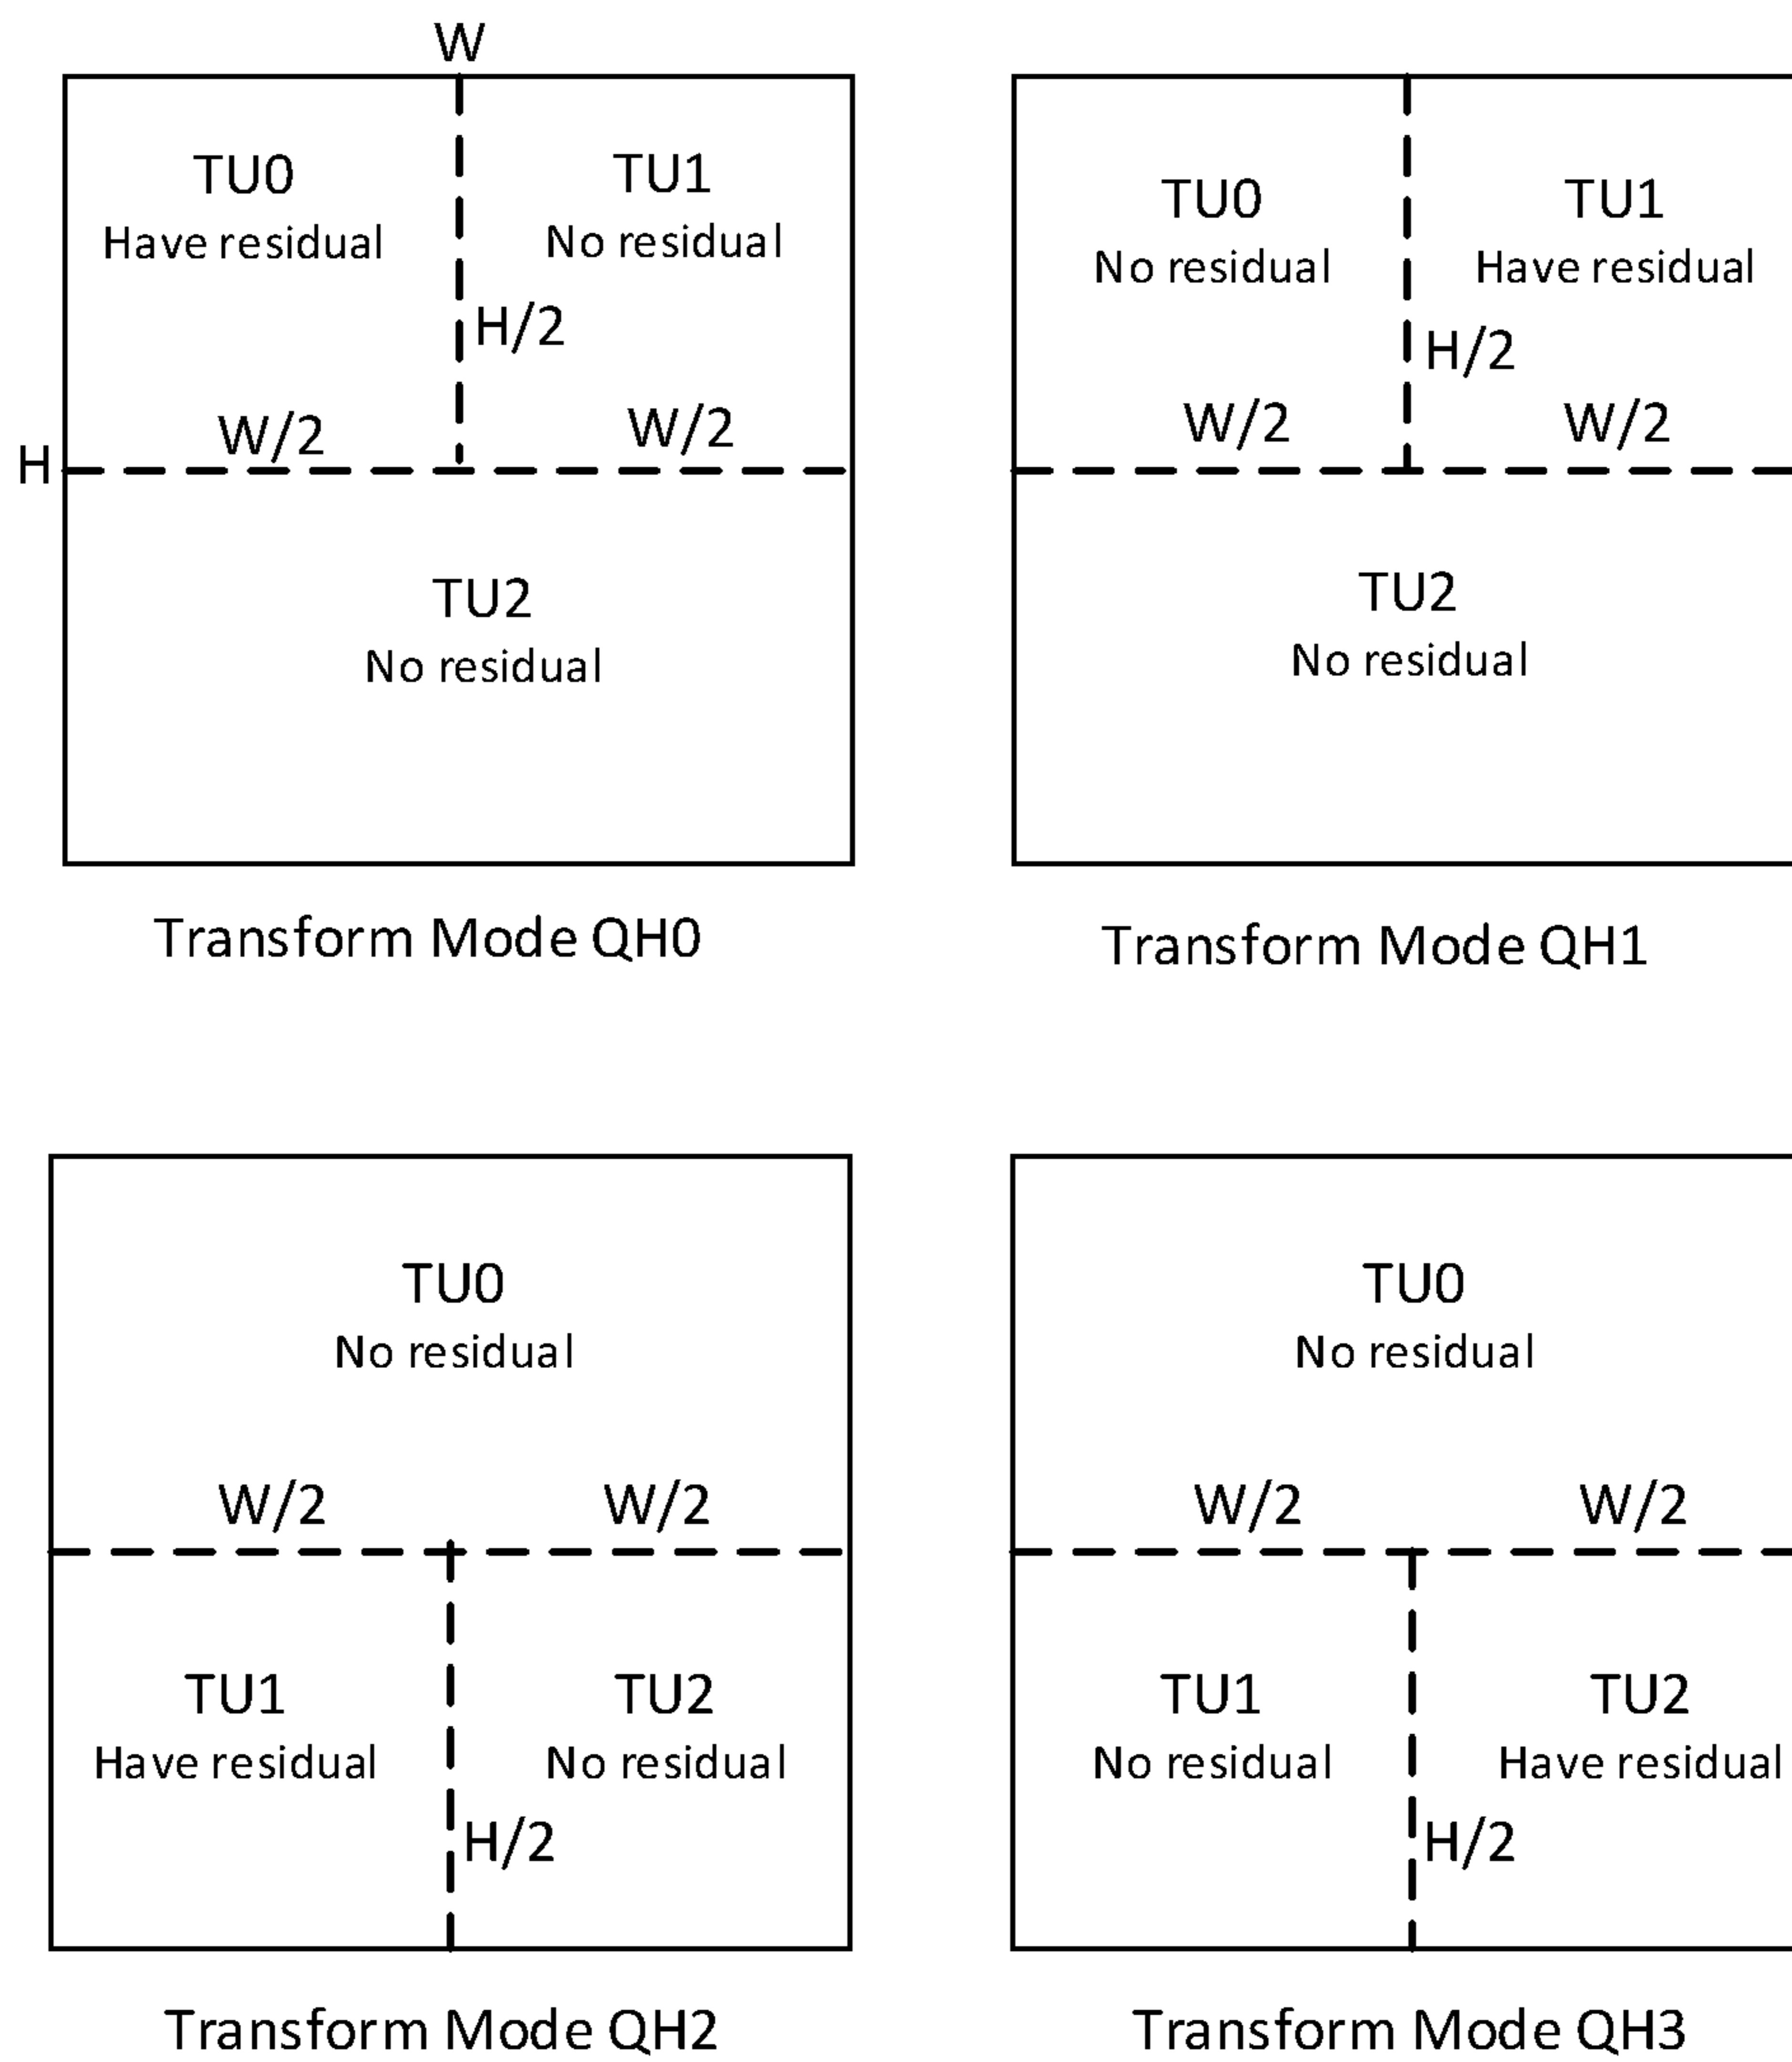 W
TU0
Have residual
TU1
No residual
H/2
W/2
W/2
H
TU2
No residual
Transform Mode QH0
TU0
No residual
TU1
Have residual
H/2
W/2
W/2
TU2
No residual
Transform Mode QH1
TU0
No residual
W/2
W/2
TU1
Have residual
TU2
No residual
H/2
Transform Mode QH2
TU0
No residual
W/2
W/2
TU1
No residual
TU2
Have residual
H/2
Transform Mode QH3